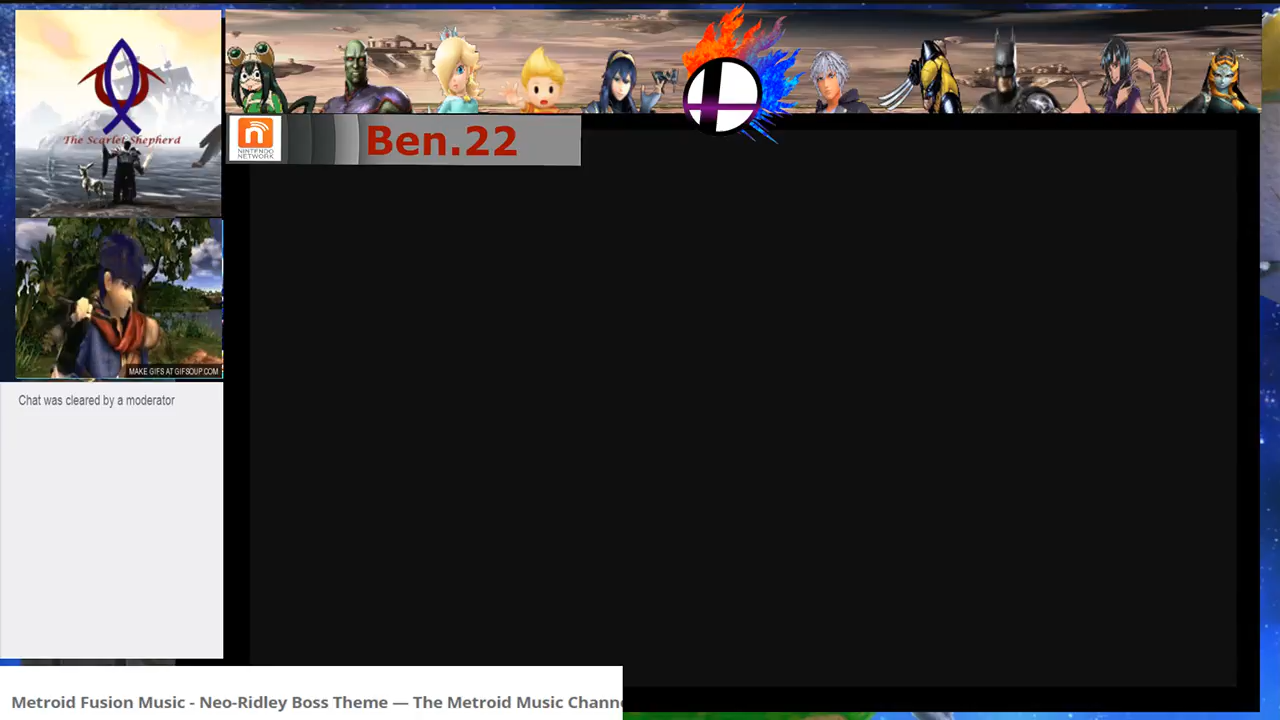 The Scarlet Shepherd
NINTENDO
NETWORK
Ben.22
MAKE GIFS AT GIFSOUP.COM
Chat was cleared by a moderator
Metroid Fusion Music - Neo-Ridley Boss Theme — The Metroid Music Channe